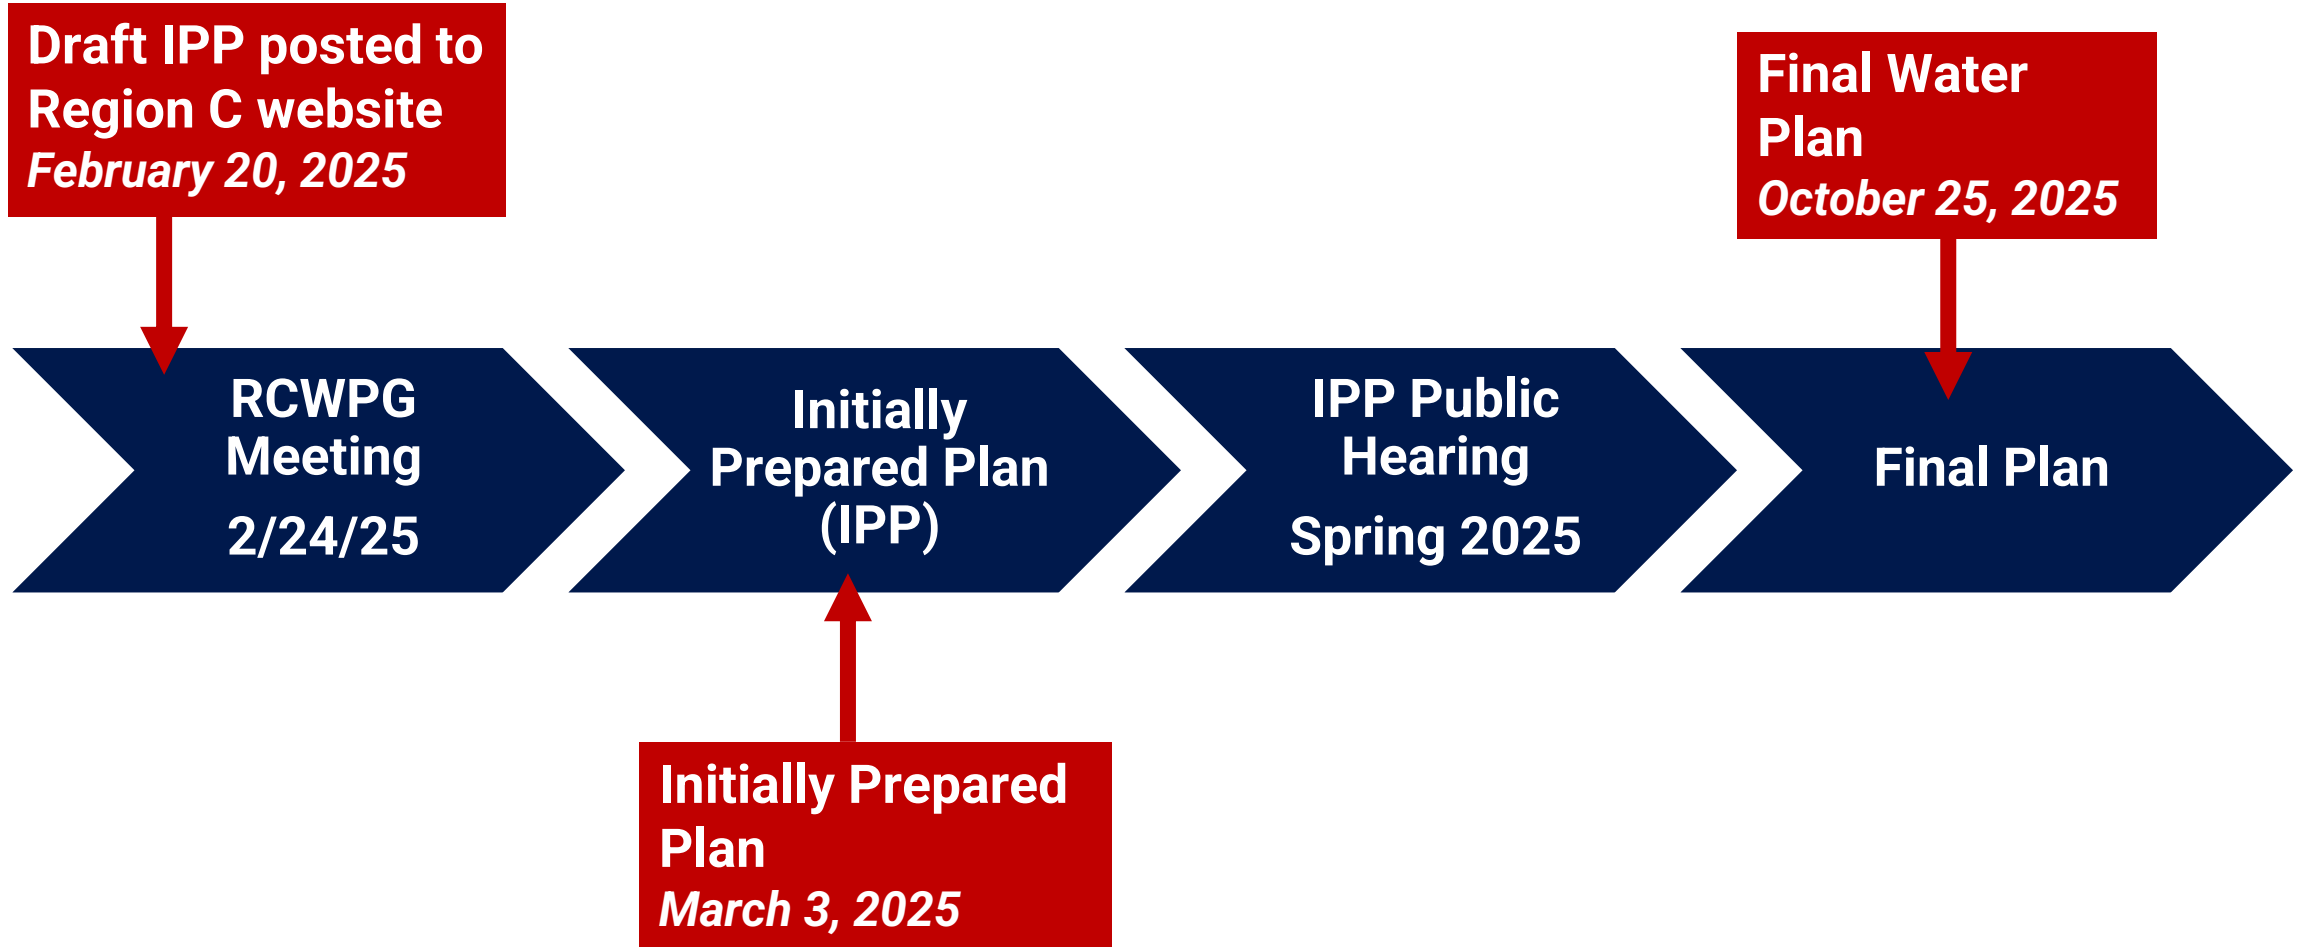 Draft IPP posted to
Region C website
February 20, 2025
Final Water
Plan
October 25, 2025
RCWPG
Meeting
2/24/25
Initially
Prepared Plan
(IPP)
IPP Public
Hearing
Spring 2025
Final Plan
Initially Prepared
Plan
March 3, 2025